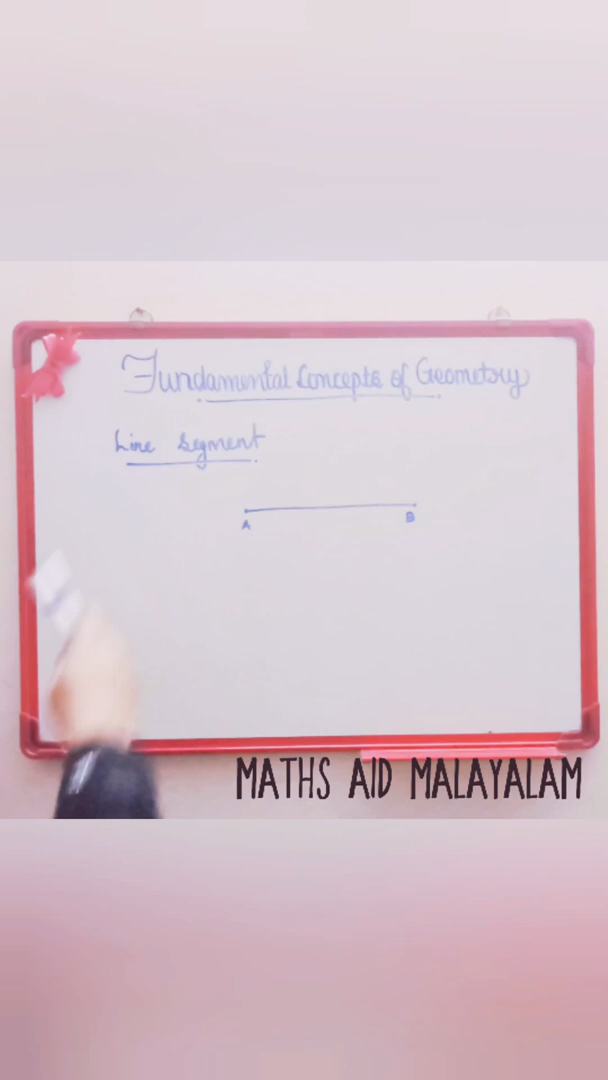 Fundamental Concepts of Geometry
Line Segment
A B
MATHS AID MALAYALAM